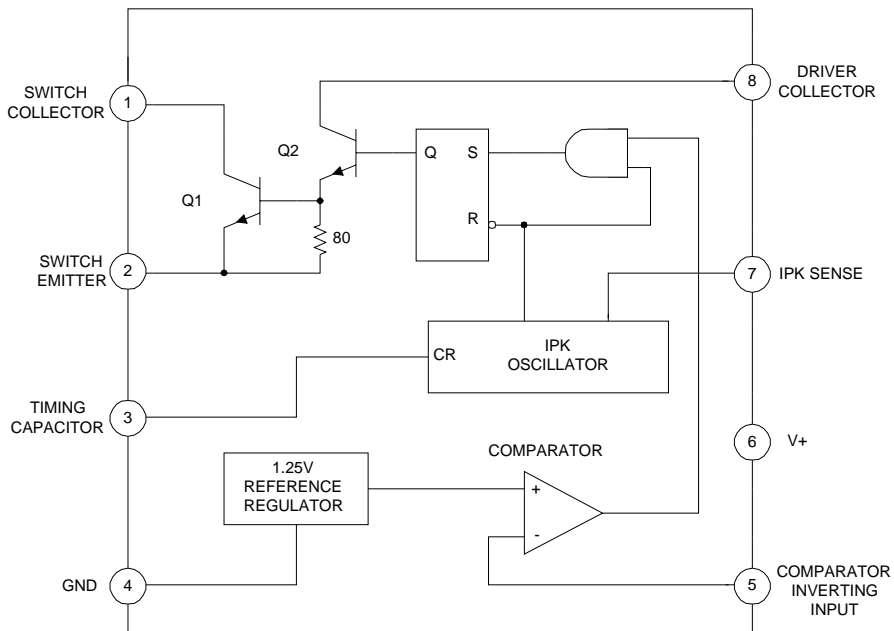 SWITCH
COLLECTOR
1
8
DRIVER
COLLECTOR
Q2
Q
S
Q1
R
80
SWITCH
EMITTER
2
7
IPK SENSE
CR
IPK
OSCILLATOR
TIMING
CAPACITOR
3
6
V+
COMPARATOR
1.25V
REFERENCE
REGULATOR
+
-
GND
4
5
COMPARATOR
INVERTING
INPUT